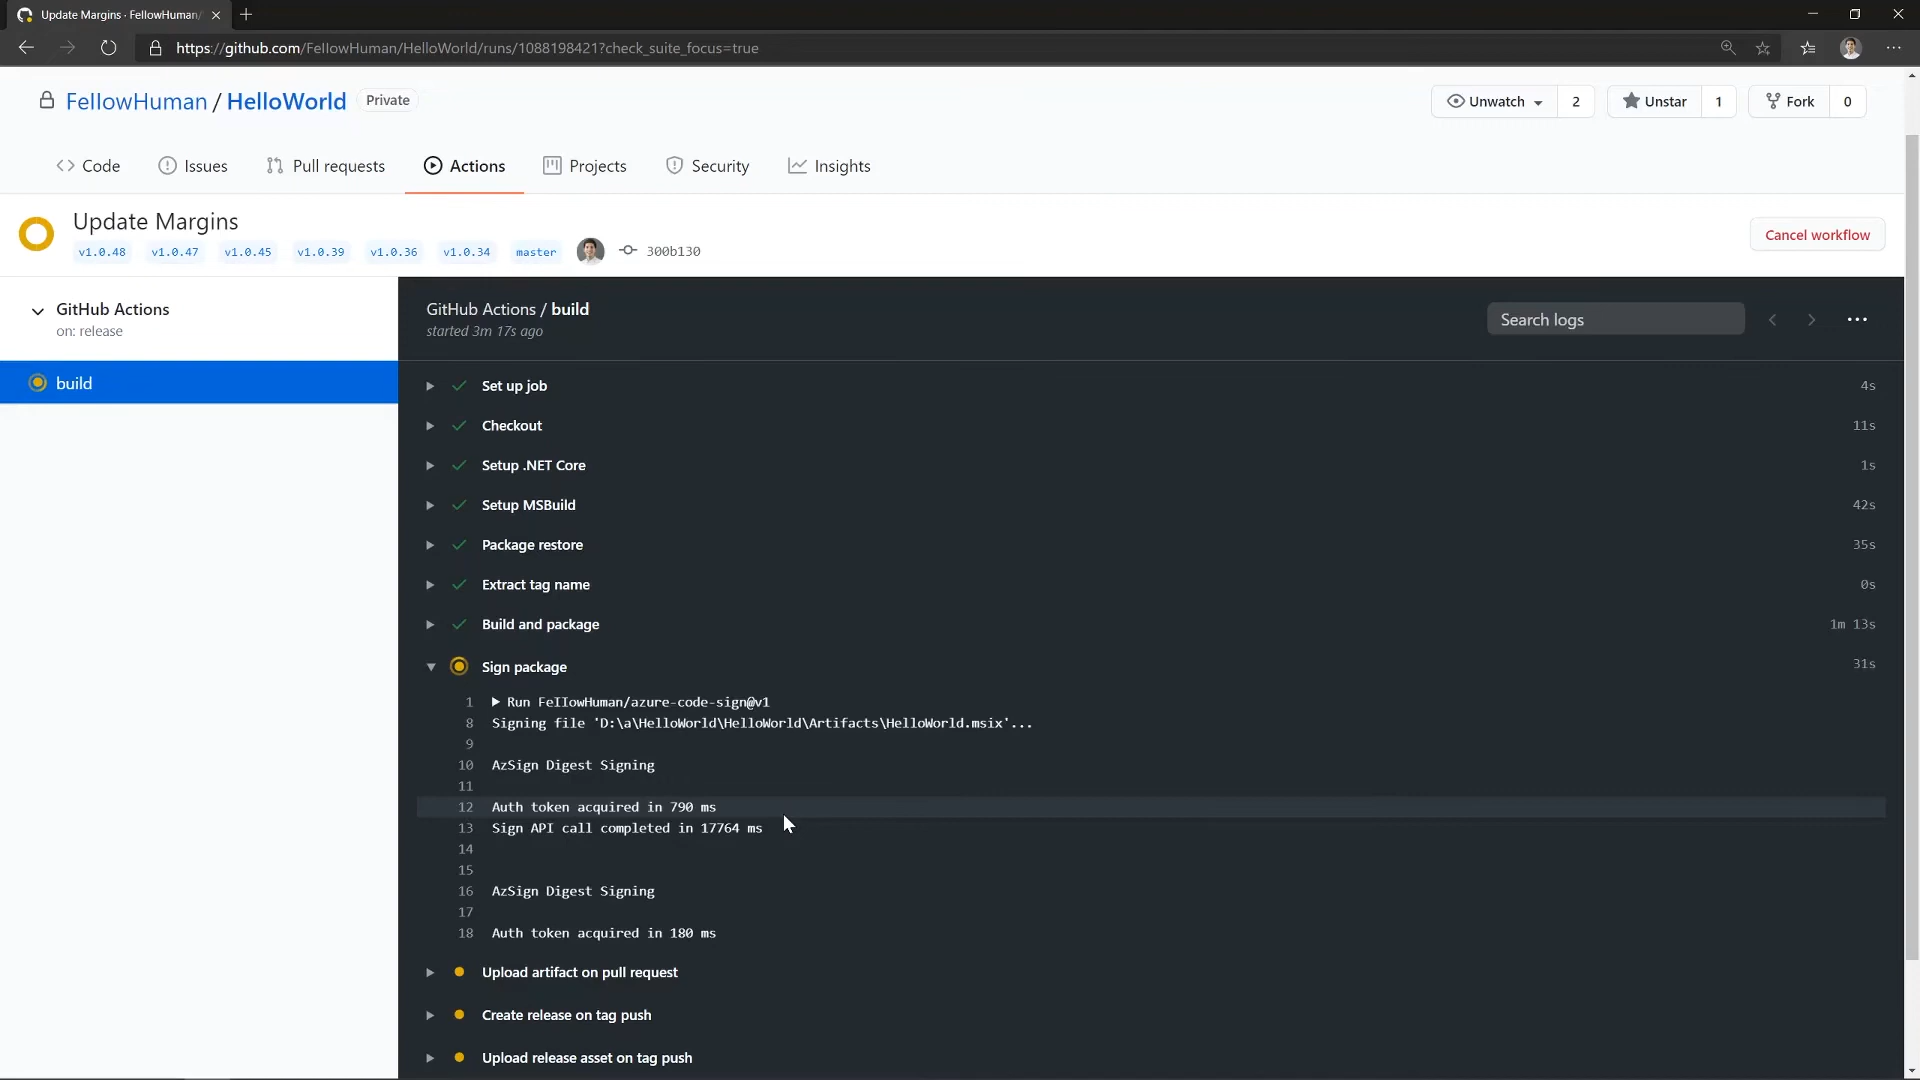 Update Margins · FellowHuman/
https://github.com/FellowHuman/HelloWorld/runs/1088198421?check_suite_focus=true
FellowHuman / HelloWorld Private
Unwatch 2 Unstar 1 Fork 0
Code Issues Pull requests Actions Projects Security Insights
Update Margins
v1.0.48 v1.0.47 v1.0.45 v1.0.39 v1.0.36 v1.0.34 master 300b130
Cancel workflow
GitHub Actions
on: release
build
GitHub Actions / build
started 3m 17s ago
Search logs
Set up job 4s
Checkout 11s
Setup .NET Core 1s
Setup MSBuild 42s
Package restore 35s
Extract tag name 0s
Build and package 1m 13s
Sign package 31s
1 Run FeIIowHuman/azure-code-sign@v1
8 Signing file 'D:\a\HelloWorld\HelloWorld\Artifacts\HelloWorld.msix'...
9
10 AzSign Digest Signing
11
12 Auth token acquired in 790 ms
13 Sign API call completed in 17764 ms
14
15
16 AzSign Digest Signing
17
18 Auth token acquired in 180 ms
Upload artifact on pull request
Create release on tag push
Upload release asset on tag push